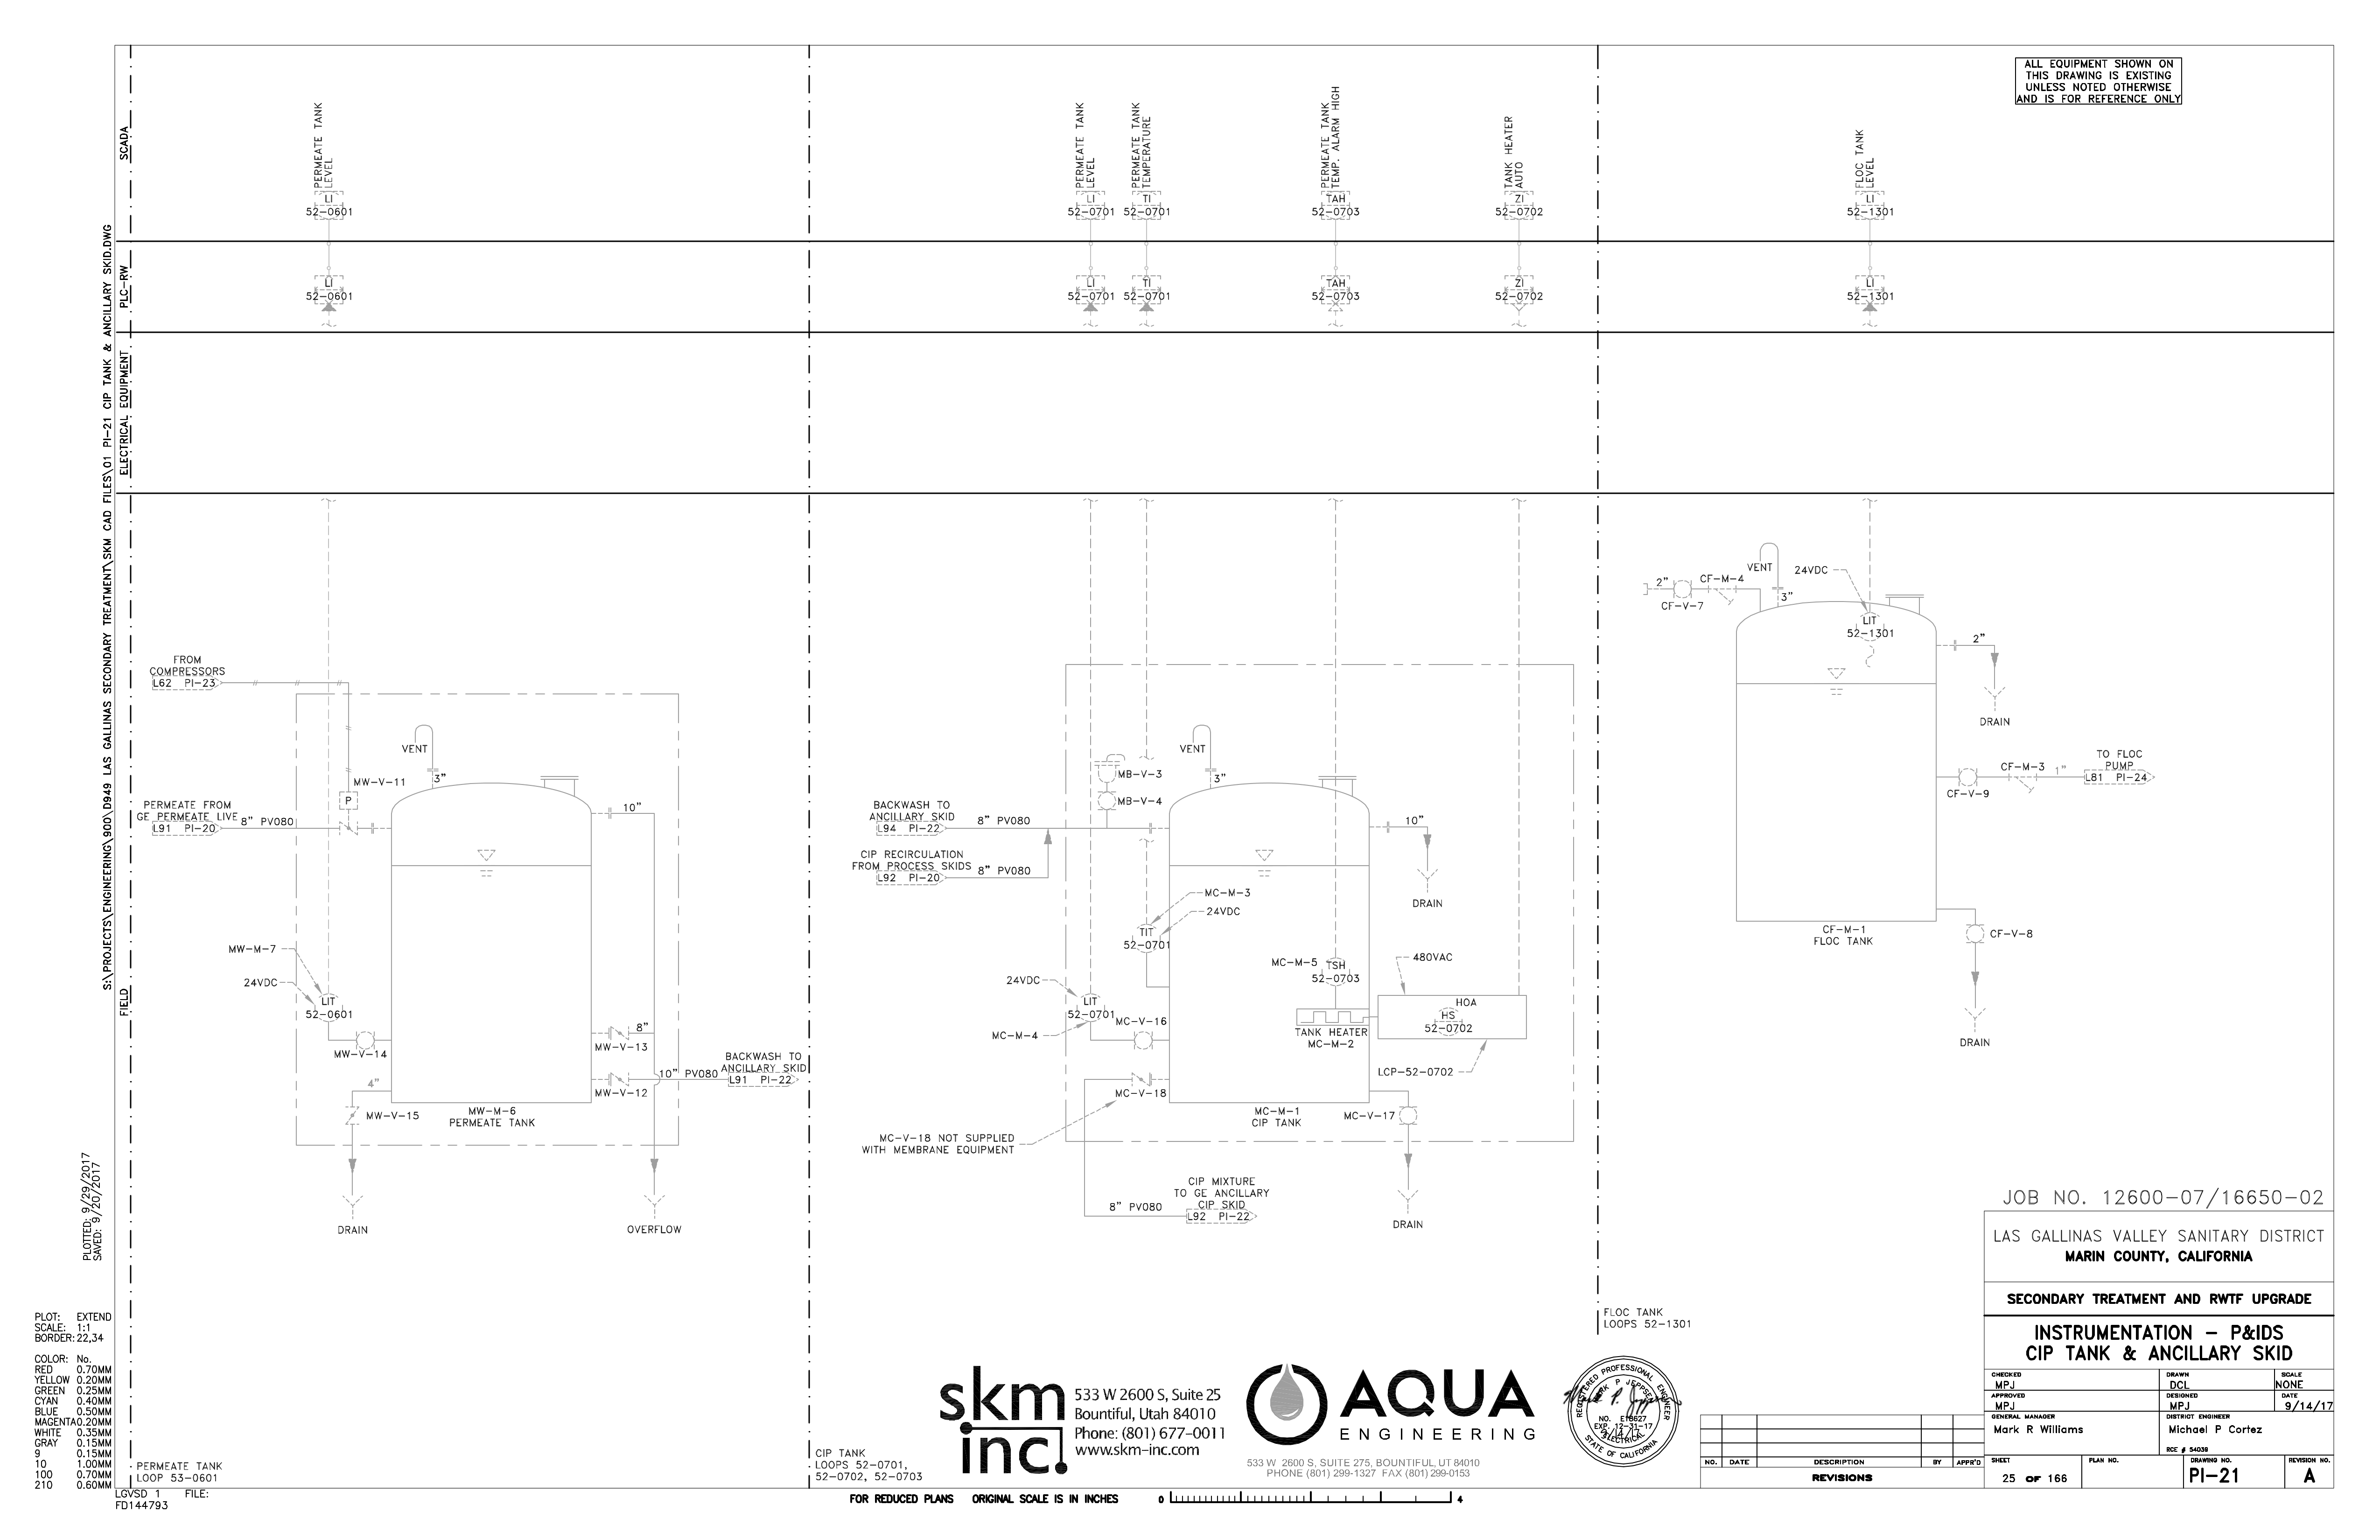 ALL EQUIPMENT SHOWN ON
THIS DRAWING IS EXISTING
UNLESS NOTED OTHERWISE
AND IS FOR REFERENCE ONLY
S:\PROJECTS\ENGINEERING\900\D949 LAS GALLINAS SECONDARY TREATMENT\SKM CAD FILES\01 PI-21 CIP TANK & ANCILLARY SKID.DWG
PLOTTED: 9/29/2017
SAVED: 9/20/2017
SCADA
PLC-RW
ELECTRICAL EQUIPMENT
FIELD
PERMEATE TANK
LEVEL
LI
52-0601
LI
52-0601
PERMEATE TANK
LEVEL
LI
52-0701
LI
52-0701
PERMEATE TANK
TEMPERATURE
TI
52-0701
TI
52-0701
PERMEATE TANK
TEMP. ALARM HIGH
TAH
52-0703
TAH
52-0703
TANK HEATER
AUTO
ZI
52-0702
ZI
52-0702
FLOC TANK
LEVEL
LI
52-1301
LI
52-1301
FROM
COMPRESSORS
L62 PI-23
MW-V-11
P
PERMEATE FROM
GE PERMEATE LIVE
L91 PI-20
8" PV080
VENT
3"
10"
MW-M-7
24VDC
LIT
52-0601
MW-V-14
4"
MW-V-15
DRAIN
MW-M-6
PERMEATE TANK
8"
MW-V-13
MW-V-12
10" PV080
BACKWASH TO
ANCILLARY SKID
L91 PI-22
OVERFLOW
PERMEATE TANK
LOOP 53-0601
BACKWASH TO
ANCILLARY SKID
L94 PI-22
8" PV080
CIP RECIRCULATION
FROM PROCESS SKIDS
L92 PI-20
8" PV080
MB-V-3
MB-V-4
VENT
3"
10"
DRAIN
MC-M-3
24VDC
TIT
52-0701
24VDC
LIT
52-0701
MC-M-4
MC-V-16
MC-V-18
MC-M-5
TSH
52-0703
480VAC
HOA
HS
52-0702
TANK HEATER
MC-M-2
LCP-52-0702
MC-M-1
CIP TANK
MC-V-17
DRAIN
MC-V-18 NOT SUPPLIED
WITH MEMBRANE EQUIPMENT
CIP MIXTURE
TO GE ANCILLARY
CIP SKID
L92 PI-22
8" PV080
CIP TANK
LOOPS 52-0701,
52-0702, 52-0703
2"
CF-V-7
CF-M-4
VENT
3"
24VDC
LIT
52-1301
2"
DRAIN
TO FLOC
PUMP
L81 PI-24
CF-M-3
1"
CF-V-9
CF-M-1
FLOC TANK
CF-V-8
DRAIN
FLOC TANK
LOOPS 52-1301
PLOT: EXTEND
SCALE: 1:1
BORDER: 22,34
COLOR: No.
RED 0.70MM
YELLOW 0.20MM
GREEN 0.25MM
CYAN 0.40MM
BLUE 0.50MM
MAGENTA 0.20MM
WHITE 0.35MM
GRAY 0.15MM
9 0.15MM
10 1.00MM
100 0.70MM
210 0.60MM
LGVSD 1 FILE:
FD144793
skm
inc.
533 W 2600 S, Suite 25
Bountiful, Utah 84010
Phone: (801) 677-0011
www.skm-inc.com
AQUA
ENGINEERING
533 W 2600 S, SUITE 275, BOUNTIFUL, UT 84010
PHONE (801) 299-1327 FAX (801) 299-0153
REGISTERED PROFESSIONAL ENGINEER
MARK P JEPPSEN
NO. E18627
EXP. 12-31-17
9/14/17
ELECTRICAL
STATE OF CALIFORNIA
FOR REDUCED PLANS ORIGINAL SCALE IS IN INCHES
0 4
JOB NO. 12600-07/16650-02
LAS GALLINAS VALLEY SANITARY DISTRICT
MARIN COUNTY, CALIFORNIA
SECONDARY TREATMENT AND RWTF UPGRADE
INSTRUMENTATION - P&IDS
CIP TANK & ANCILLARY SKID
CHECKED
MPJ
DRAWN
DCL
SCALE
NONE
APPROVED
MPJ
DESIGNED
MPJ
DATE
9/14/17
GENERAL MANAGER
Mark R Williams
DISTRICT ENGINEER
Michael P Cortez
RCE # 54039
NO. DATE DESCRIPTION BY APPR'D
REVISIONS
SHEET
25 OF 166
PLAN NO.
DRAWING NO.
PI-21
REVISION NO.
A